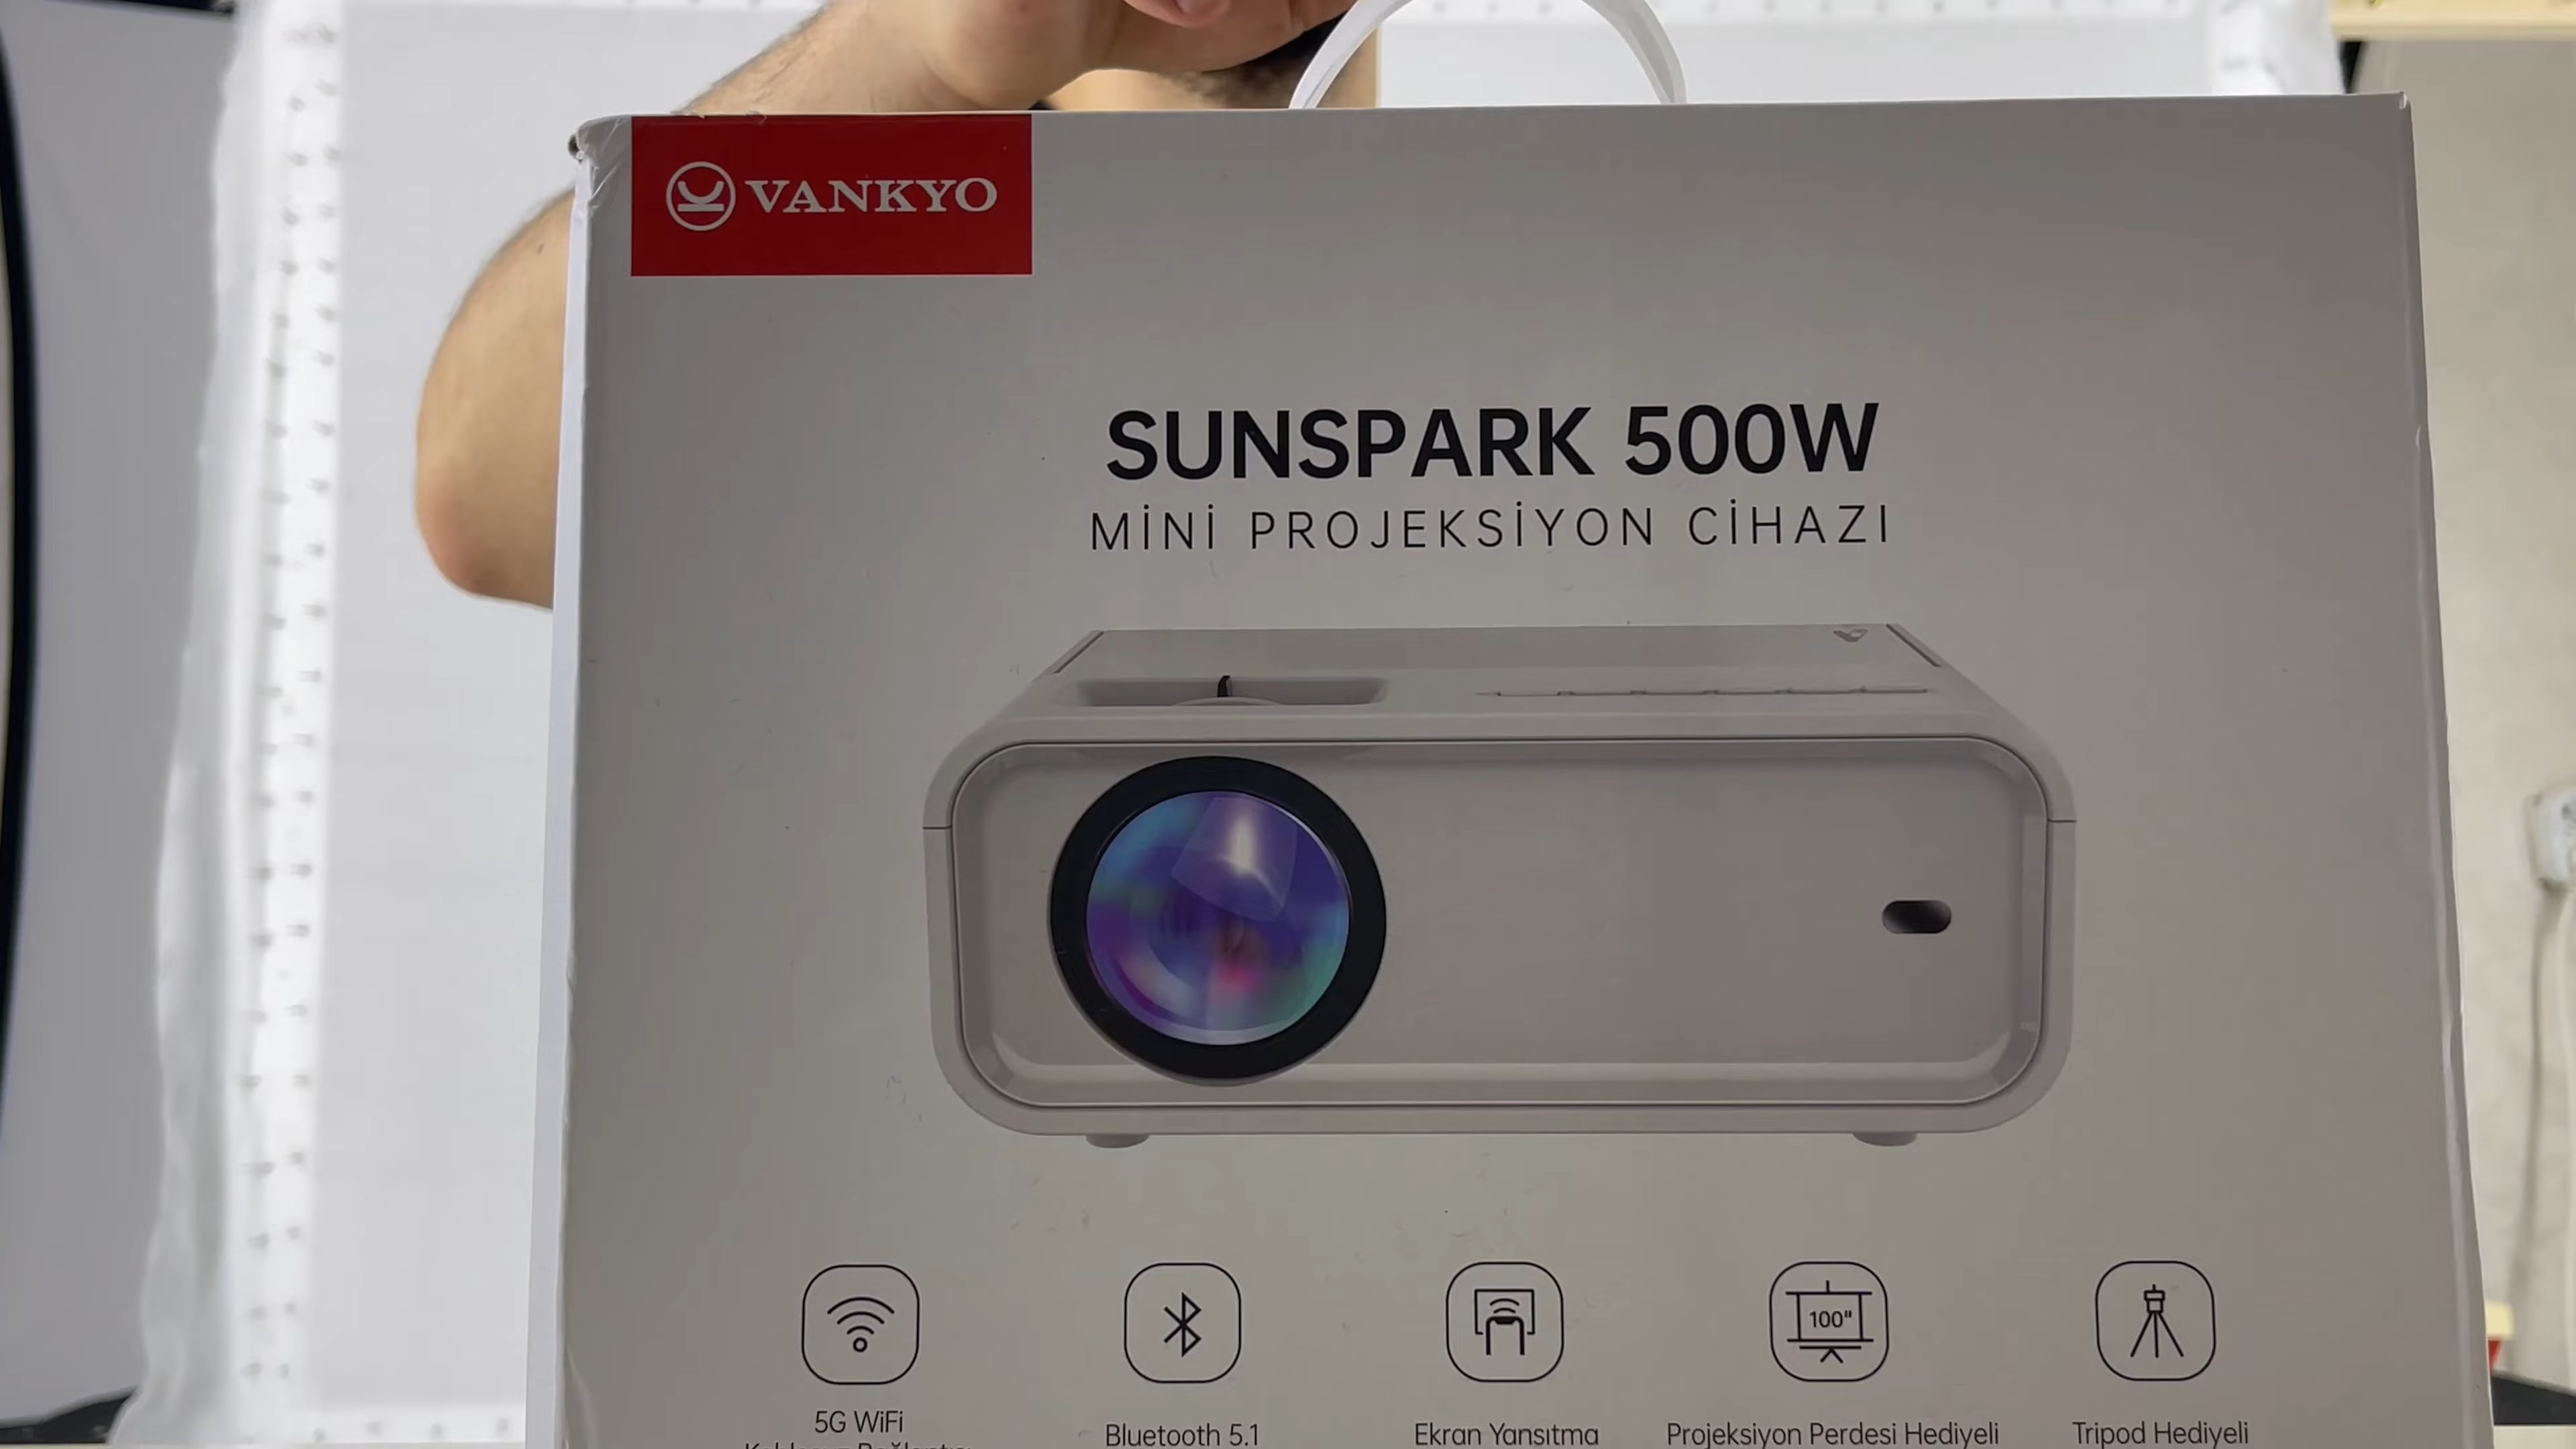 VANKYO
SUNSPARK 500W
MİNİ PROJEKSİYON CİHAZI
100"
5G WiFi
Bluetooth 5.1
Ekran Yansıtma
Projeksiyon Perdesi Hediyeli
Tripod Hediyeli